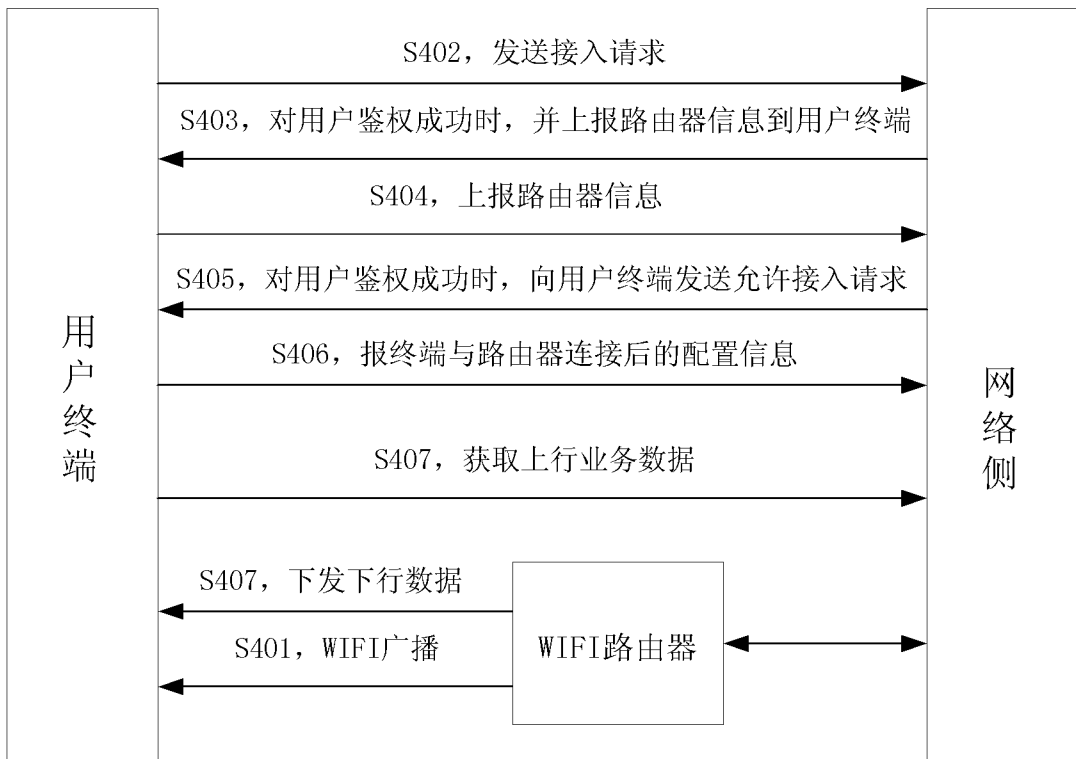 S402，发送接入请求
S403，对用户鉴权成功时，并上报路由器信息到用户终端
S404，上报路由器信息
S405，对用户鉴权成功时，向用户终端发送允许接入请求
S406，报终端与路由器连接后的配置信息
S407，获取上行业务数据
S407，下发下行数据
S401，WIFI广播
WIFI路由器
用户终端
网络侧